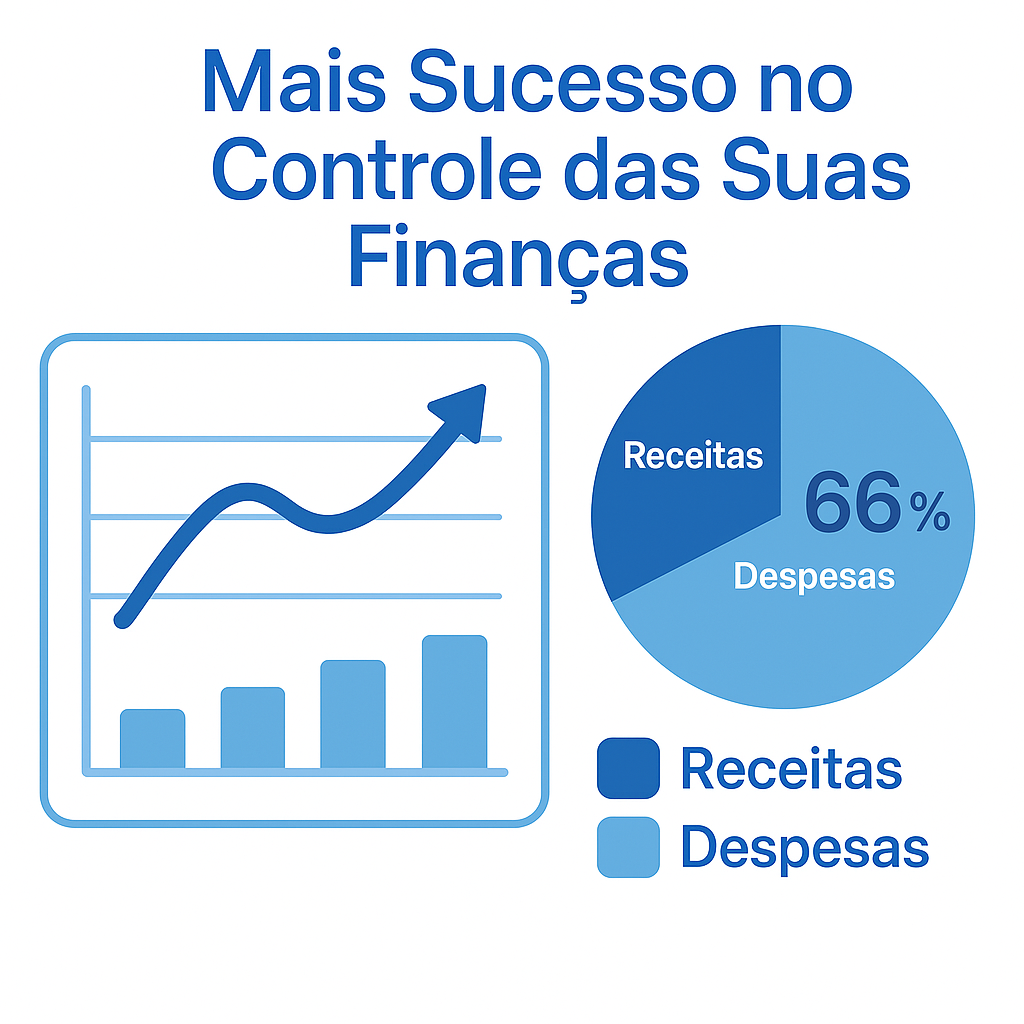 Mais Sucesso no
Controle das Suas
Finanças
Receitas
66%
Despesas
Receitas
Despesas